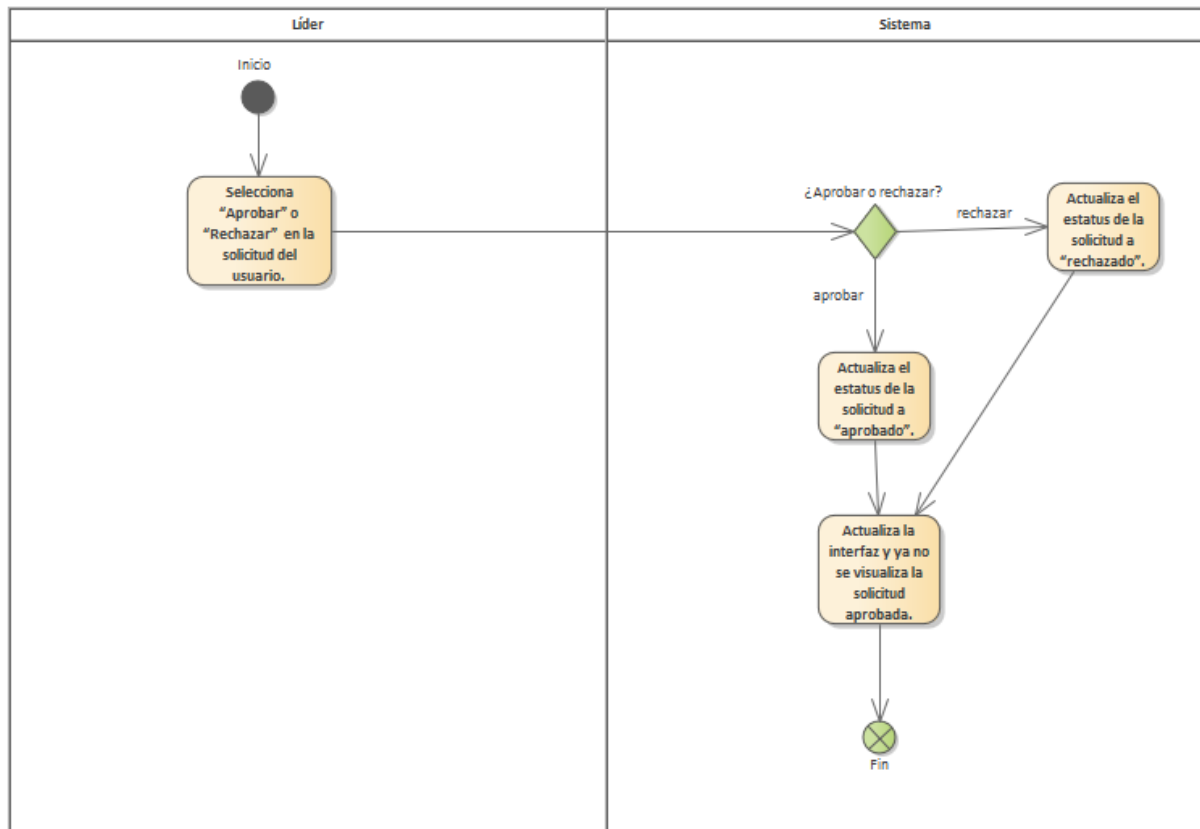 Líder
Sistema
Inicio
Selecciona
“Aprobar” o
“Rechazar” en la
solicitud del
usuario.
¿Aprobar o rechazar?
rechazar
Actualiza el
estatus de la
solicitud a
“rechazado”.
aprobar
Actualiza el
estatus de la
solicitud a
“aprobado”.
Actualiza la
interfaz y ya no
se visualiza la
solicitud
aprobada.
Fin